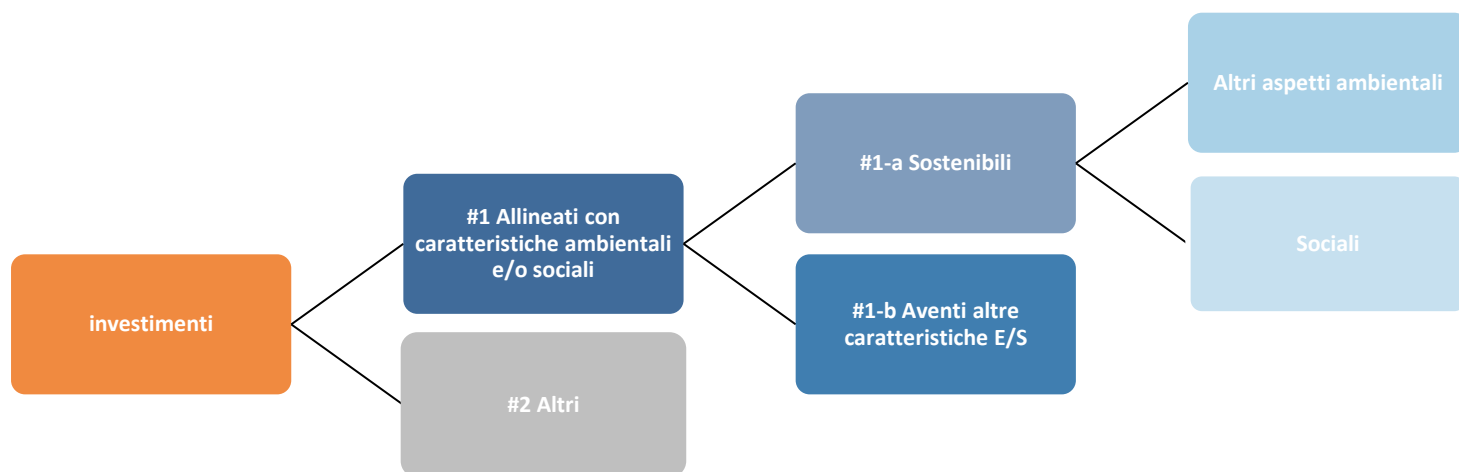 investimenti
#1 Allineati con
caratteristiche ambientali
e/o sociali
#2 Altri
#1-a Sostenibili
#1-b Aventi altre
caratteristiche E/S
Altri aspetti ambientali
Sociali